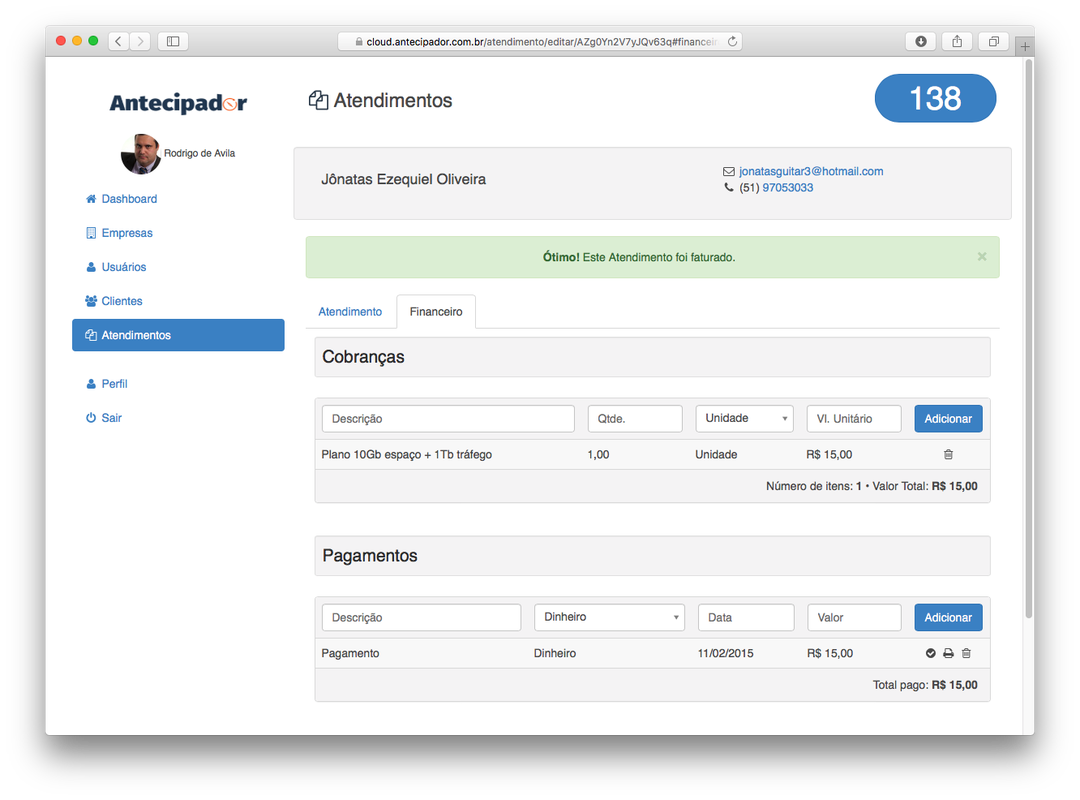 cloud.antecipador.com.br/atendimento/editar/AZg0Yn2V7yJQv63q#financei
Antecipador
Rodrigo de Avila
Dashboard
Empresas
Usuários
Clientes
Atendimentos
Perfil
Sair
Atendimentos
138
Jônatas Ezequiel Oliveira
jonatasguitar3@hotmail.com
(51) 97053033
Ótimo! Este Atendimento foi faturado. ×
Atendimento Financeiro
Cobranças
Descrição Qtde. Unidade Vl. Unitário Adicionar
Plano 10Gb espaço + 1Tb tráfego 1,00 Unidade R$ 15,00
Número de itens: 1 • Valor Total: R$ 15,00
Pagamentos
Descrição Dinheiro Data Valor Adicionar
Pagamento Dinheiro 11/02/2015 R$ 15,00
Total pago: R$ 15,00